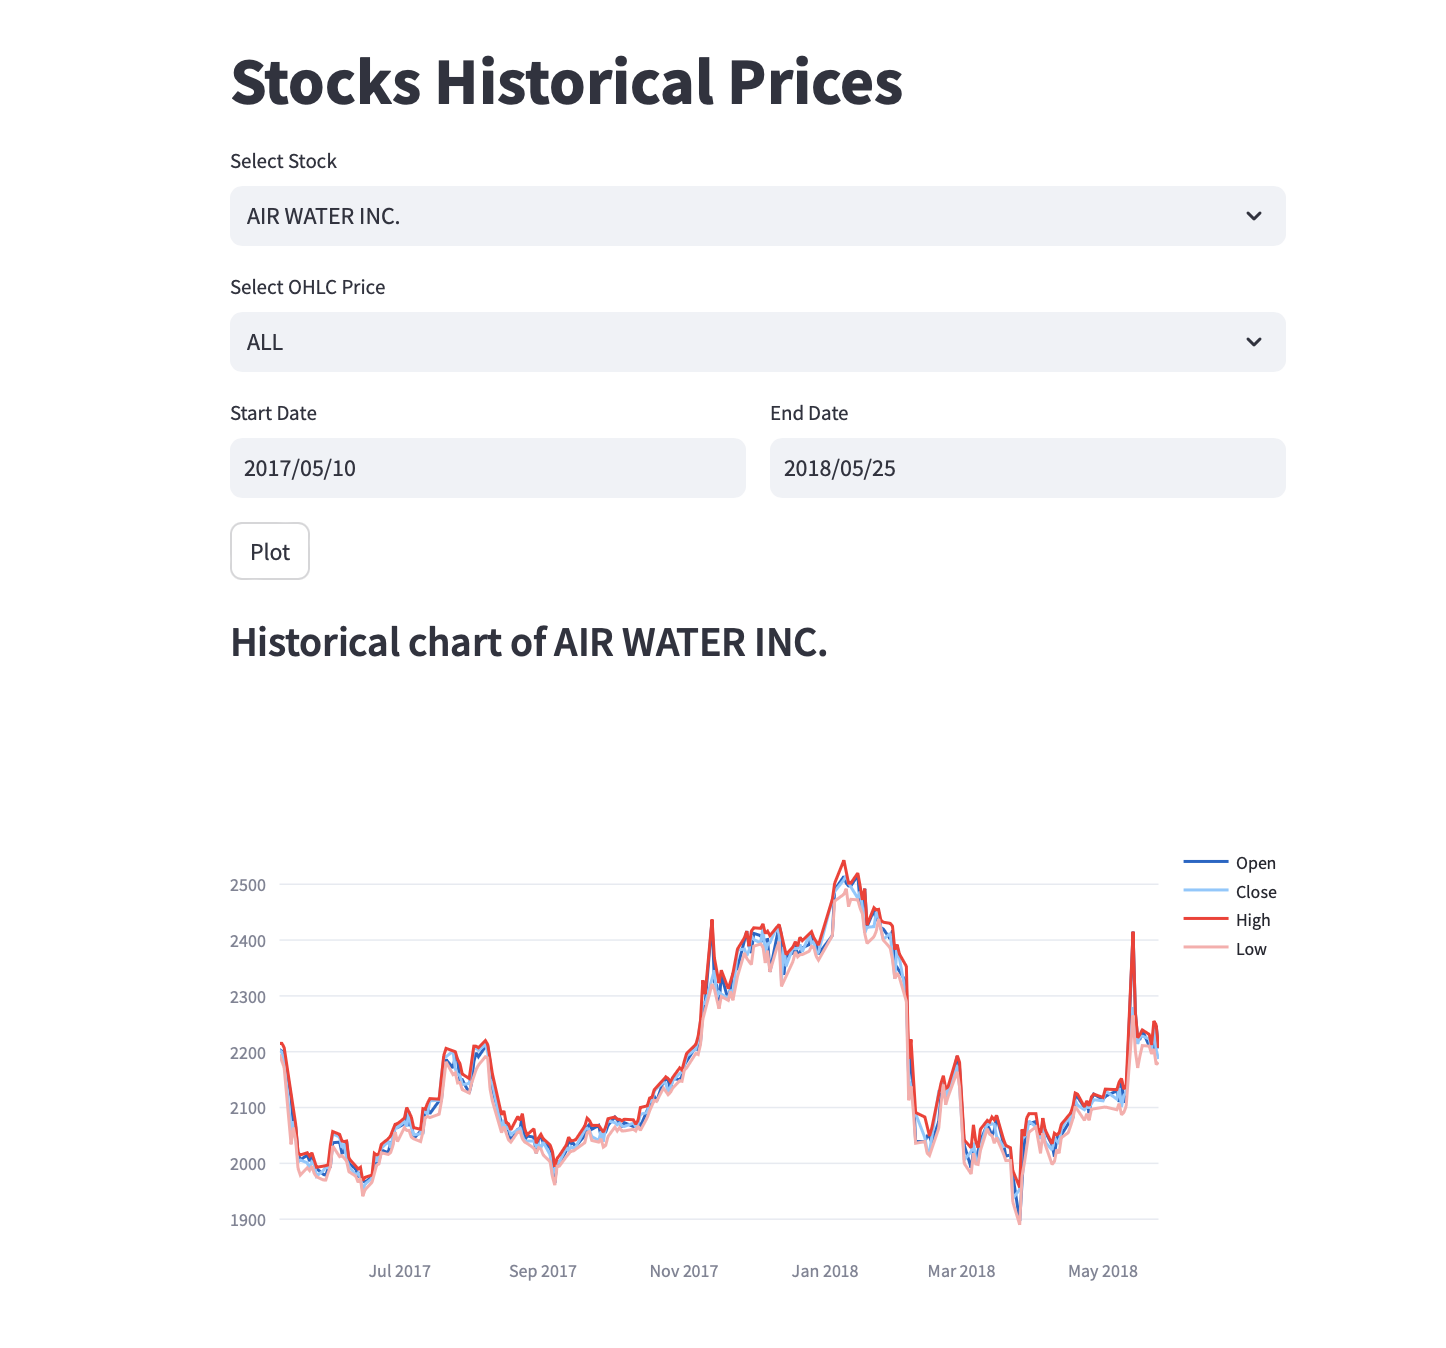 Stocks Historical Prices
Select Stock
AIR WATER INC.
Select OHLC Price
ALL
Start Date
End Date
2017/05/10
2018/05/25
Plot
Historical chart of AIR WATER INC.
2500
2400
2300
2200
2100
2000
1900
Jul 2017
Sep 2017
Nov 2017
Jan 2018
Mar 2018
May 2018
Open
Close
High
Low